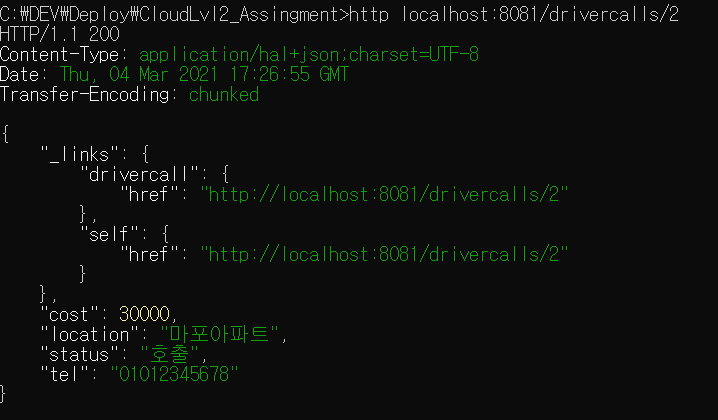 C:₩DEV₩Deploy₩CloudLvl2_Assingment>http localhost:8081/drivercalls/2
HTTP/1.1 200
Content-Type: application/hal+json;charset=UTF-8
Date: Thu, 04 Mar 2021 17:26:55 GMT
Transfer-Encoding: chunked
{
    "_links": {
        "drivercall": {
            "href": "http://localhost:8081/drivercalls/2"
        },
        "self": {
            "href": "http://localhost:8081/drivercalls/2"
        }
    },
    "cost": 30000,
    "location": "마포아파트",
    "status": "호출",
    "tel": "01012345678"
}